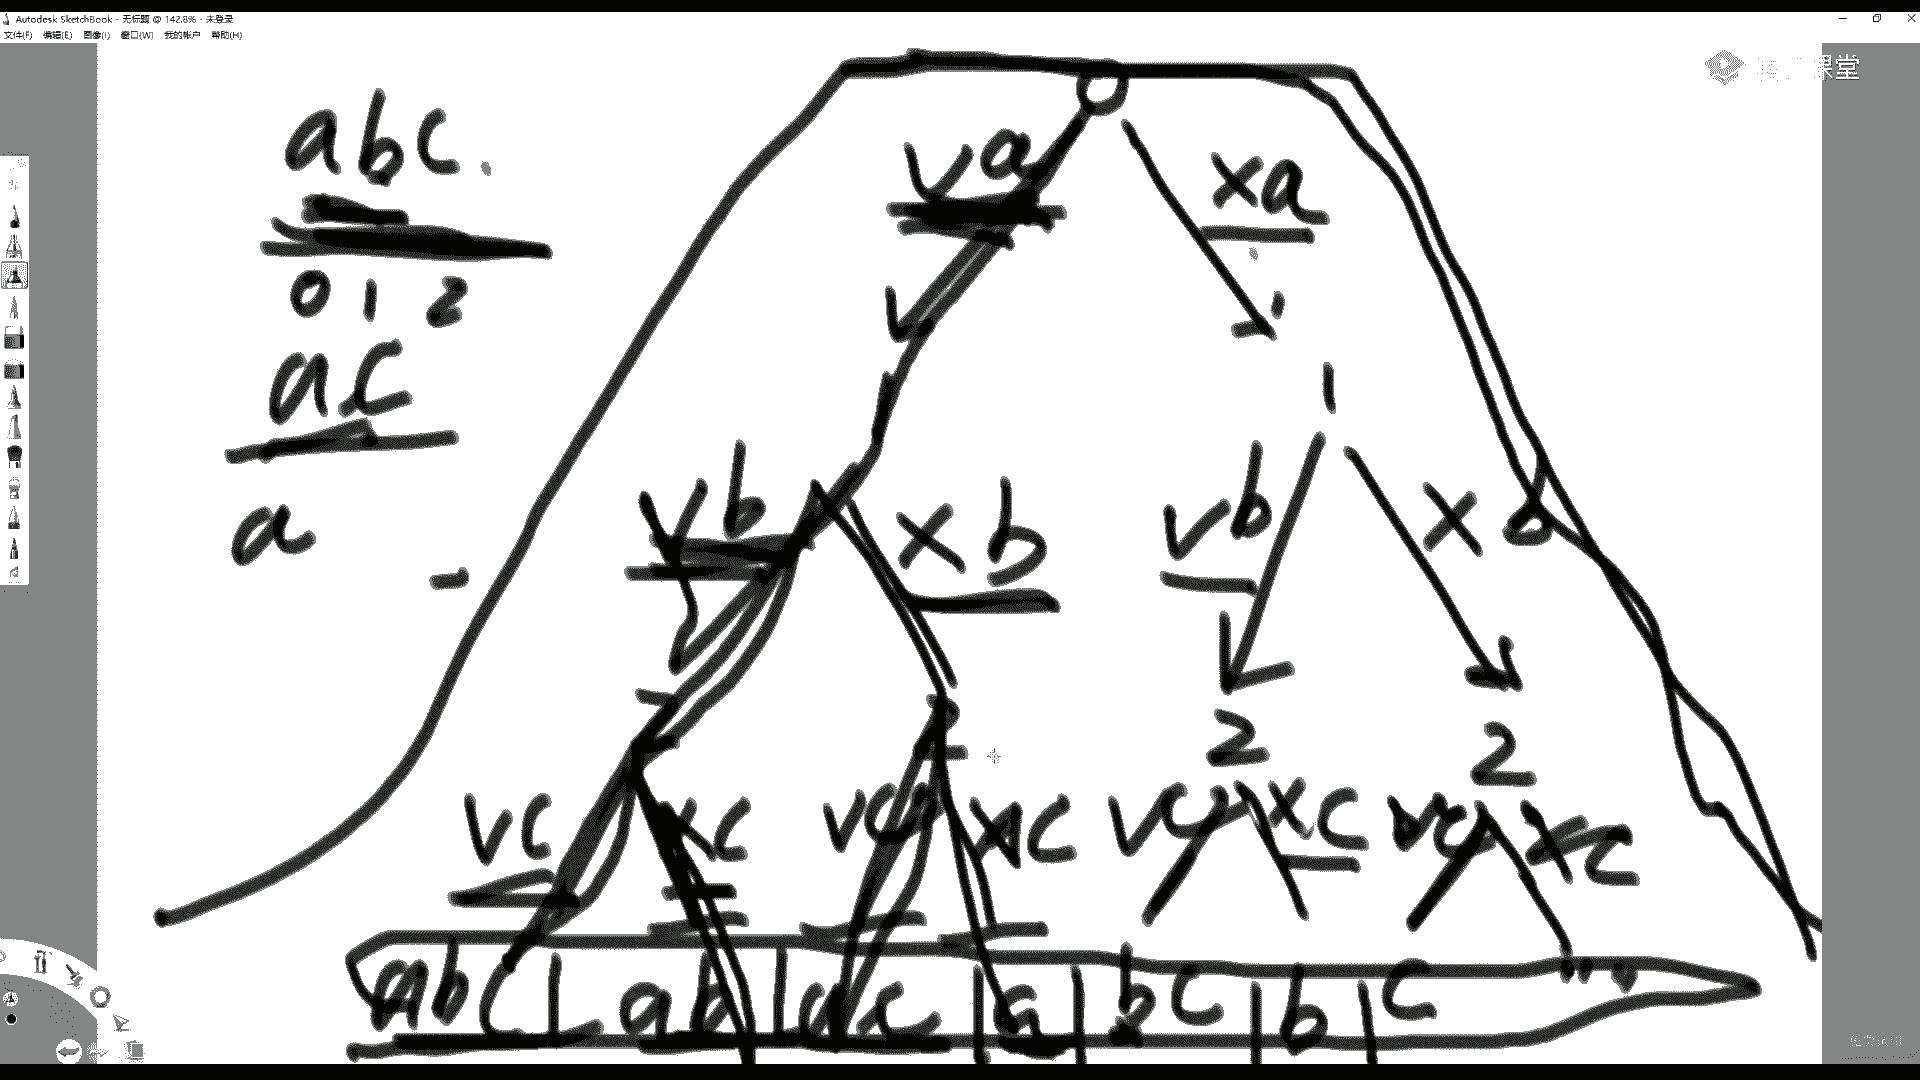 Autodesk SketchBook - 无标题 @ 142.8% - 未登录
文件(F) 编辑(E) 图像(I) 窗口(W) 我的帐户 帮助(H)
课堂
abc
0 1 2
ac
a
0
va xa
1 1
vb xb vb xb
2 2 2 2
vc xc vc xc vc xc vc xc
abc | ab | ac | a | bc | b | c ""